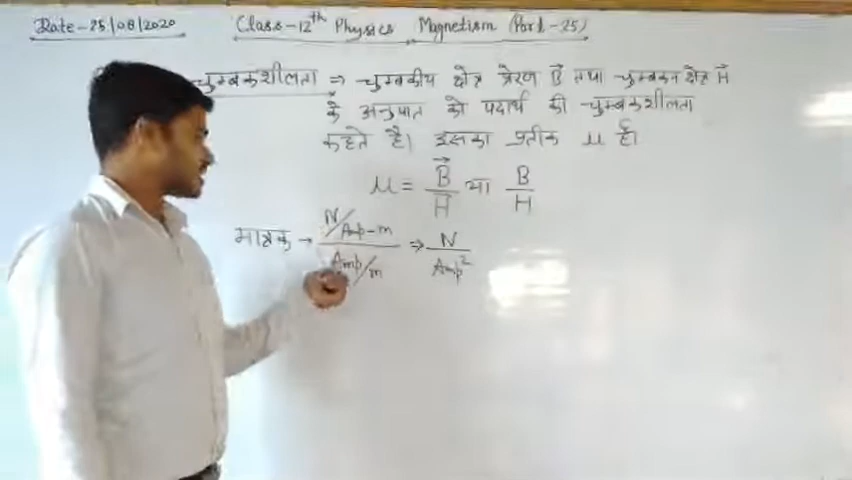 Date-25/08/2020 Class-12th Physics Magnetism (Part-25)
चुम्बकशीलता ⇒ चुम्बकीय क्षेत्र प्रेरण B⃗ तथा चुम्बकन क्षेत्र H⃗
के अनुपात को पदार्थ की चुम्बकशीलता
कहते है। इसका प्रतीक μ है।
μ = B⃗/H⃗ या B/H
मात्रक → N/Amp-m / Amp/m ⇒ N/Amp²